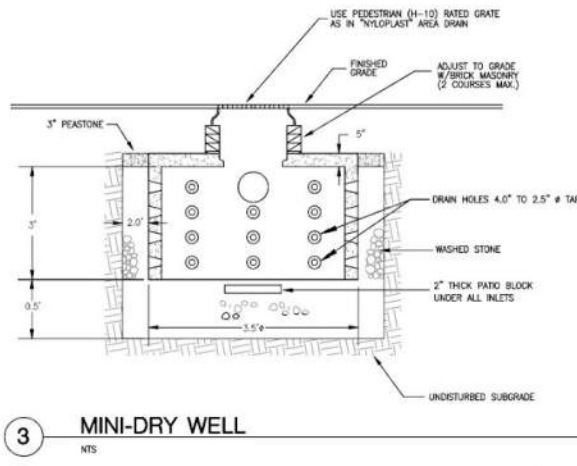 USE PEDESTRIAN (H-10) RATED GRATE
AS IN "NYLOPLAST" AREA DRAIN
FINISHED
GRADE
ADJUST TO GRADE
W/BRICK MASONRY
(2 COURSES MAX.)
3" PEASTONE
5"
3'
2.0'
DRAIN HOLES 4.0" TO 2.5" ø TAP
WASHED STONE
2" THICK PATIO BLOCK
UNDER ALL INLETS
0.5'
3.5'ø
UNDISTURBED SUBGRADE
3
MINI-DRY WELL
NTS